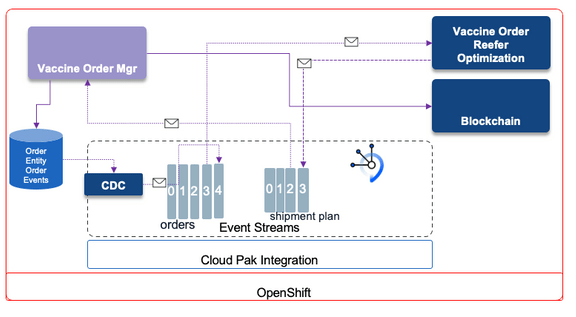 Vaccine Order Mgr
Vaccine Order
Reefer
Optimization
Blockchain
Order
Entity
Order
Events
CDC
0 1 2 3 4
orders
0 1 2 3
shipment plan
Event Streams
Cloud Pak Integration
OpenShift